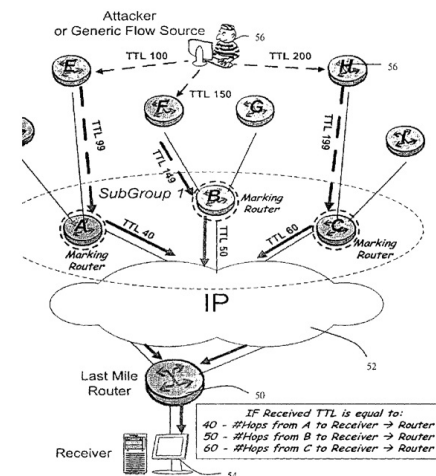 Attacker
or Generic Flow Source
56
TTL 100
TTL 200
E
H
56
TTL 150
F
G
TTL 99
TTL 199
I
TTL 149
SubGroup 1
B
Marking
Router
A
TTL 40
TTL 50
TTL 60
C
Marking
Router
Marking
Router
IP
52
Last Mile
Router
50
IF Received TTL is equal to:
40 - #Hops from A to Receiver → Router
50 - #Hops from B to Receiver → Router
60 - #Hops from C to Receiver → Router
Receiver
54